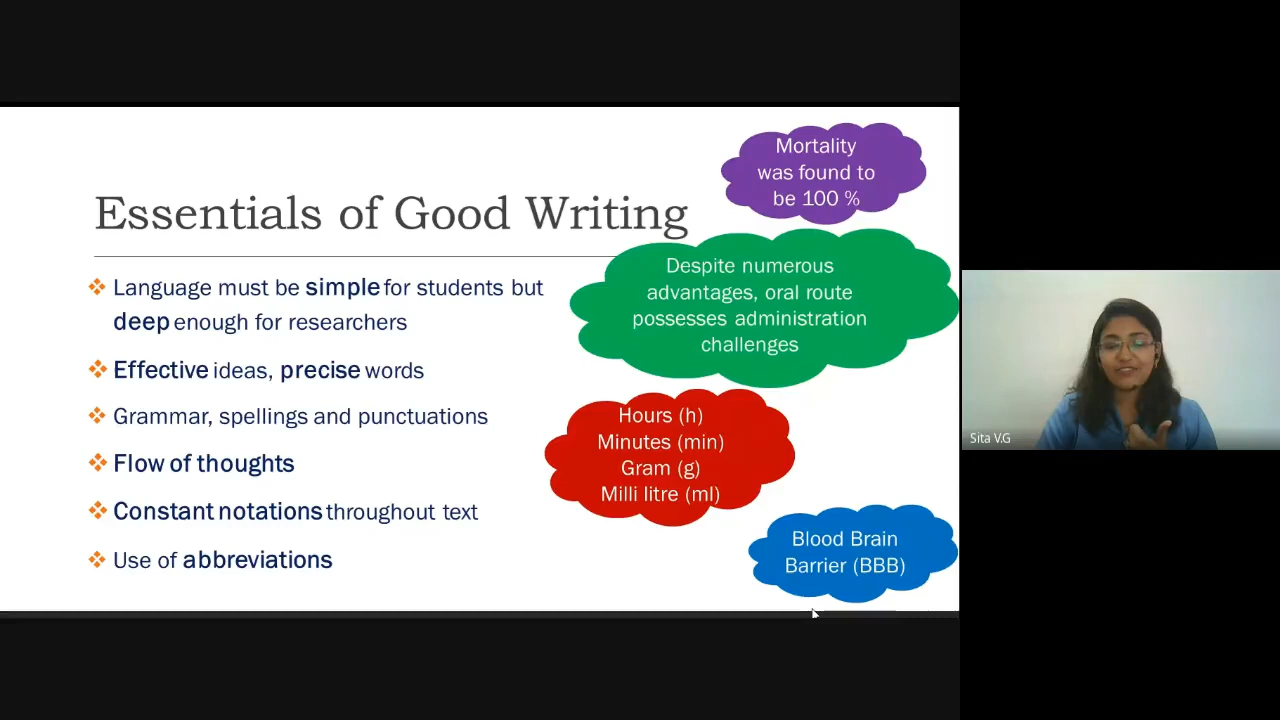 Essentials of Good Writing
Language must be simple for students but
deep enough for researchers
Effective ideas, precise words
Grammar, spellings and punctuations
Flow of thoughts
Constant notations throughout text
Use of abbreviations
Mortality
was found to
be 100 %
Despite numerous
advantages, oral route
possesses administration
challenges
Hours (h)
Minutes (min)
Gram (g)
Milli litre (ml)
Blood Brain
Barrier (BBB)
Sita V.G